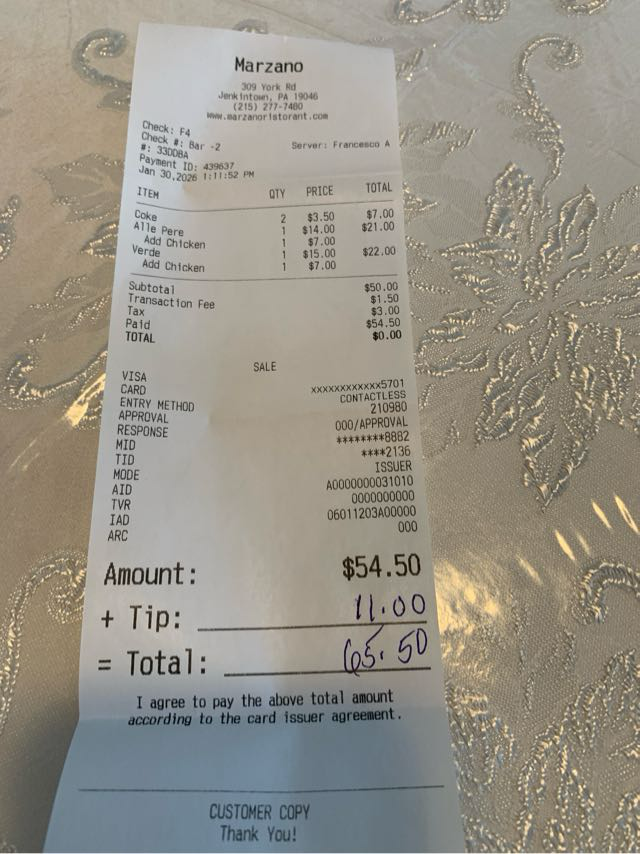 Marzano
309 York Rd
Jenkintown, PA 19046
(215) 277-7480
www.marzanoristorant.com
Check: F4
Check #: Bar -2 Server: Francesco A
#: 33DDBA
Payment ID: 439637
Jan 30,2026 1:11:52 PM
ITEM QTY PRICE TOTAL
Coke 2 $3.50 $7.00
Alle Pere 1 $14.00 $21.00
Add Chicken 1 $7.00
Verde 1 $15.00 $22.00
Add Chicken 1 $7.00
Subtotal $50.00
Transaction Fee $1.50
Tax $3.00
Paid $54.50
TOTAL $0.00
SALE
VISA
CARD xxxxxxxxxxxx5701
ENTRY METHOD CONTACTLESS
APPROVAL 210980
RESPONSE 000/APPROVAL
MID ********8882
TID ****2136
MODE ISSUER
AID A0000000031010
TVR 0000000000
IAD 06011203A00000
ARC 000
Amount: $54.50
+ Tip: 11.00
= Total: 65.50
I agree to pay the above total amount
according to the card issuer agreement.
CUSTOMER COPY
Thank You!